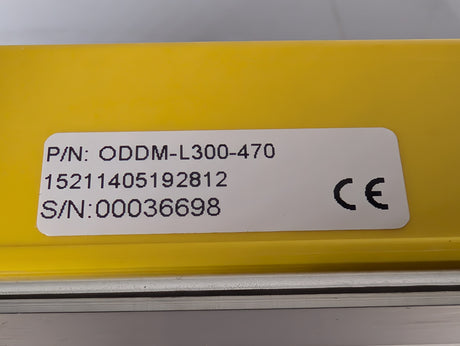 P/N: ODDM-L300-470
15211405192812
S/N:00036698
CE